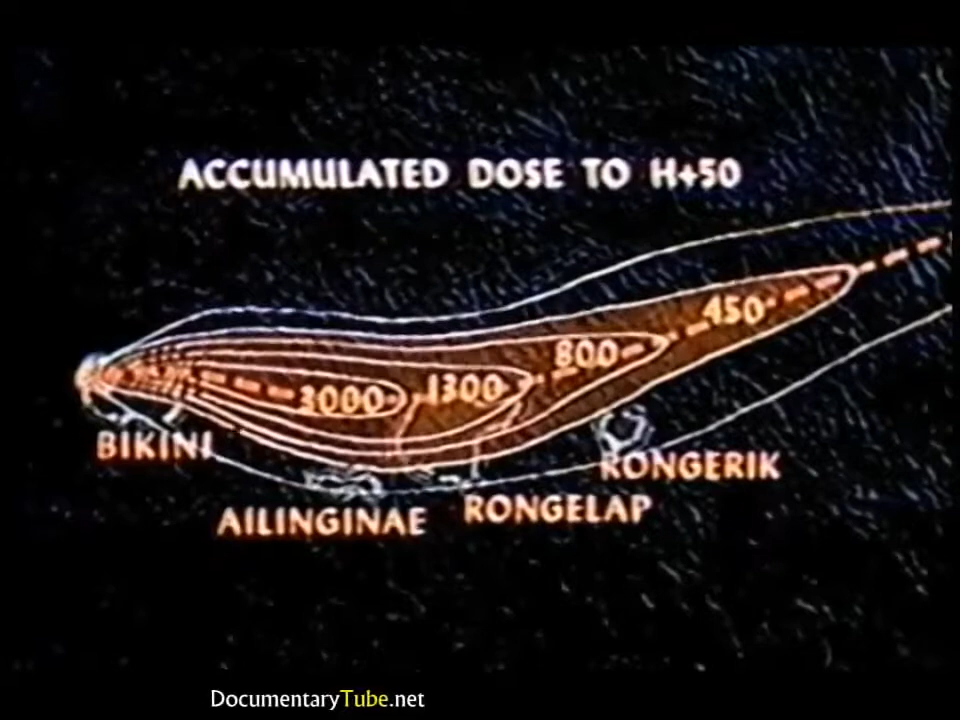 ACCUMULATED DOSE TO H+50
450
800
3000 1300
BIKINI
RONGERIK
AILINGINAE
RONGELAP
DocumentaryTube.net